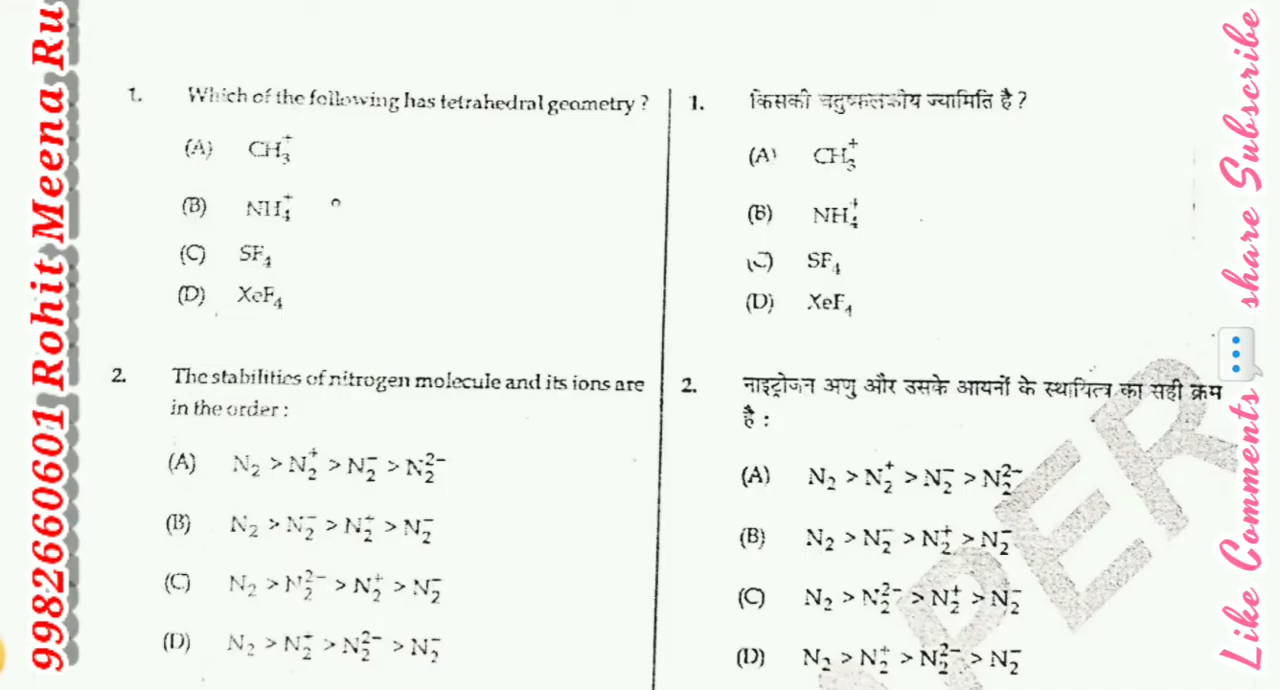 9982660601 Rohit Meena Ru
1. Which of the following has tetrahedral geometry ?
(A) CH₃⁺
(B) NH₄⁺
(C) SF₄
(D) XeF₄
2. The stabilities of nitrogen molecule and its ions are
in the order :
(A) N₂ > N₂⁺ > N₂⁻ > N₂²⁻
(B) N₂ > N₂⁻ > N₂⁺ > N₂⁻
(C) N₂ > N₂²⁻ > N₂⁺ > N₂⁻
(D) N₂ > N₂⁺ > N₂²⁻ > N₂⁻
1. किसकी चतुष्फलकीय ज्यामिति है ?
(A) CH₃⁺
(B) NH₄⁺
(C) SF₄
(D) XeF₄
2. नाइट्रोजन अणु और उसके आयनों के स्थायित्व का सही क्रम
है :
(A) N₂ > N₂⁺ > N₂⁻ > N₂²⁻
(B) N₂ > N₂⁻ > N₂⁺ > N₂⁻
(C) N₂ > N₂²⁻ > N₂⁺ > N₂⁻
(D) N₂ > N₂⁺ > N₂²⁻ > N₂⁻
PER
Like Comments 💬 share Subscribe